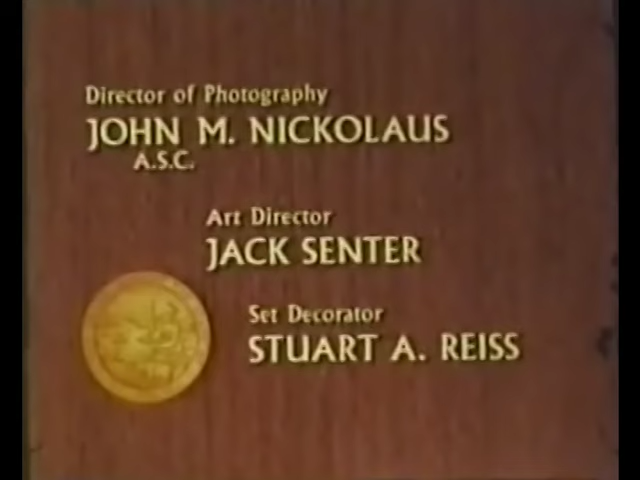 Director of Photography
JOHN M. NICKOLAUS
A.S.C.
Art Director
JACK SENTER
Set Decorator
STUART A. REISS